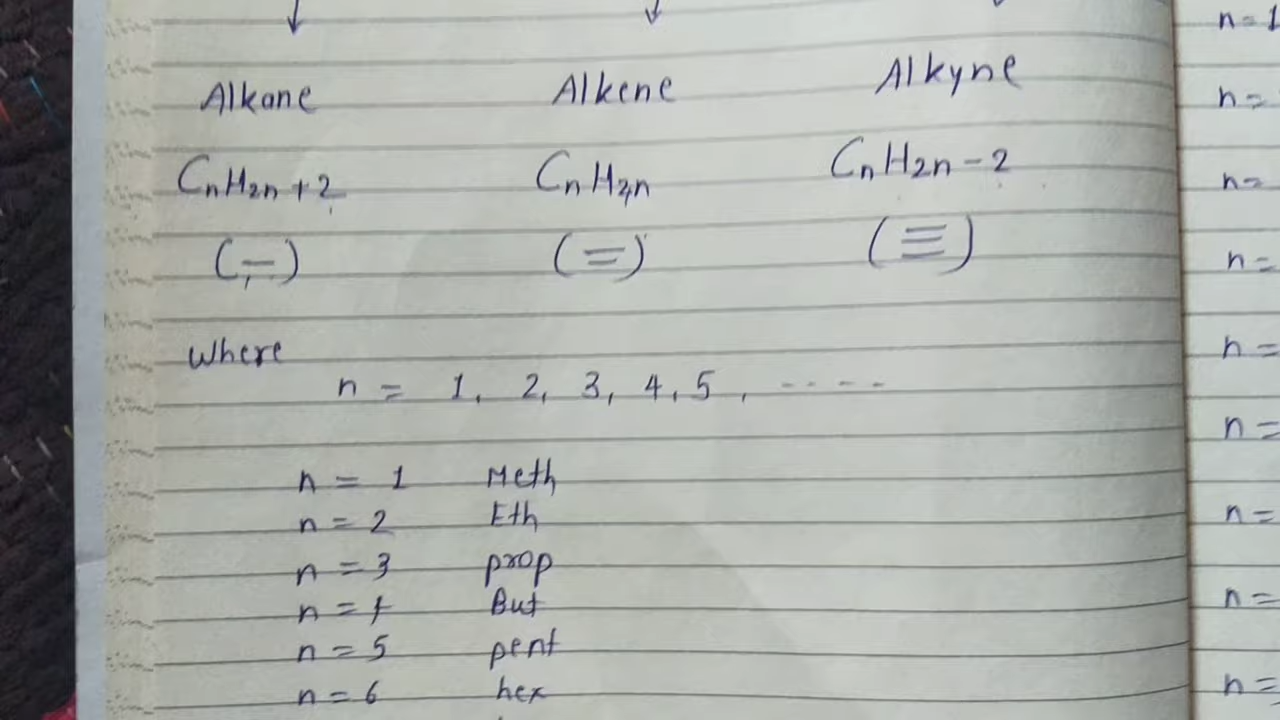 Alkane Alkene Alkyne
CnH2n+2 CnH2n CnH2n-2
(-) (=) (≡)
Where
n = 1, 2, 3, 4, 5, ----
n = 1 Meth
n = 2 Eth
n = 3 prop
n = 4 But
n = 5 pent
n = 6 hex
n=1
n=
n=
n=
n=
n=
n=
n=
n=